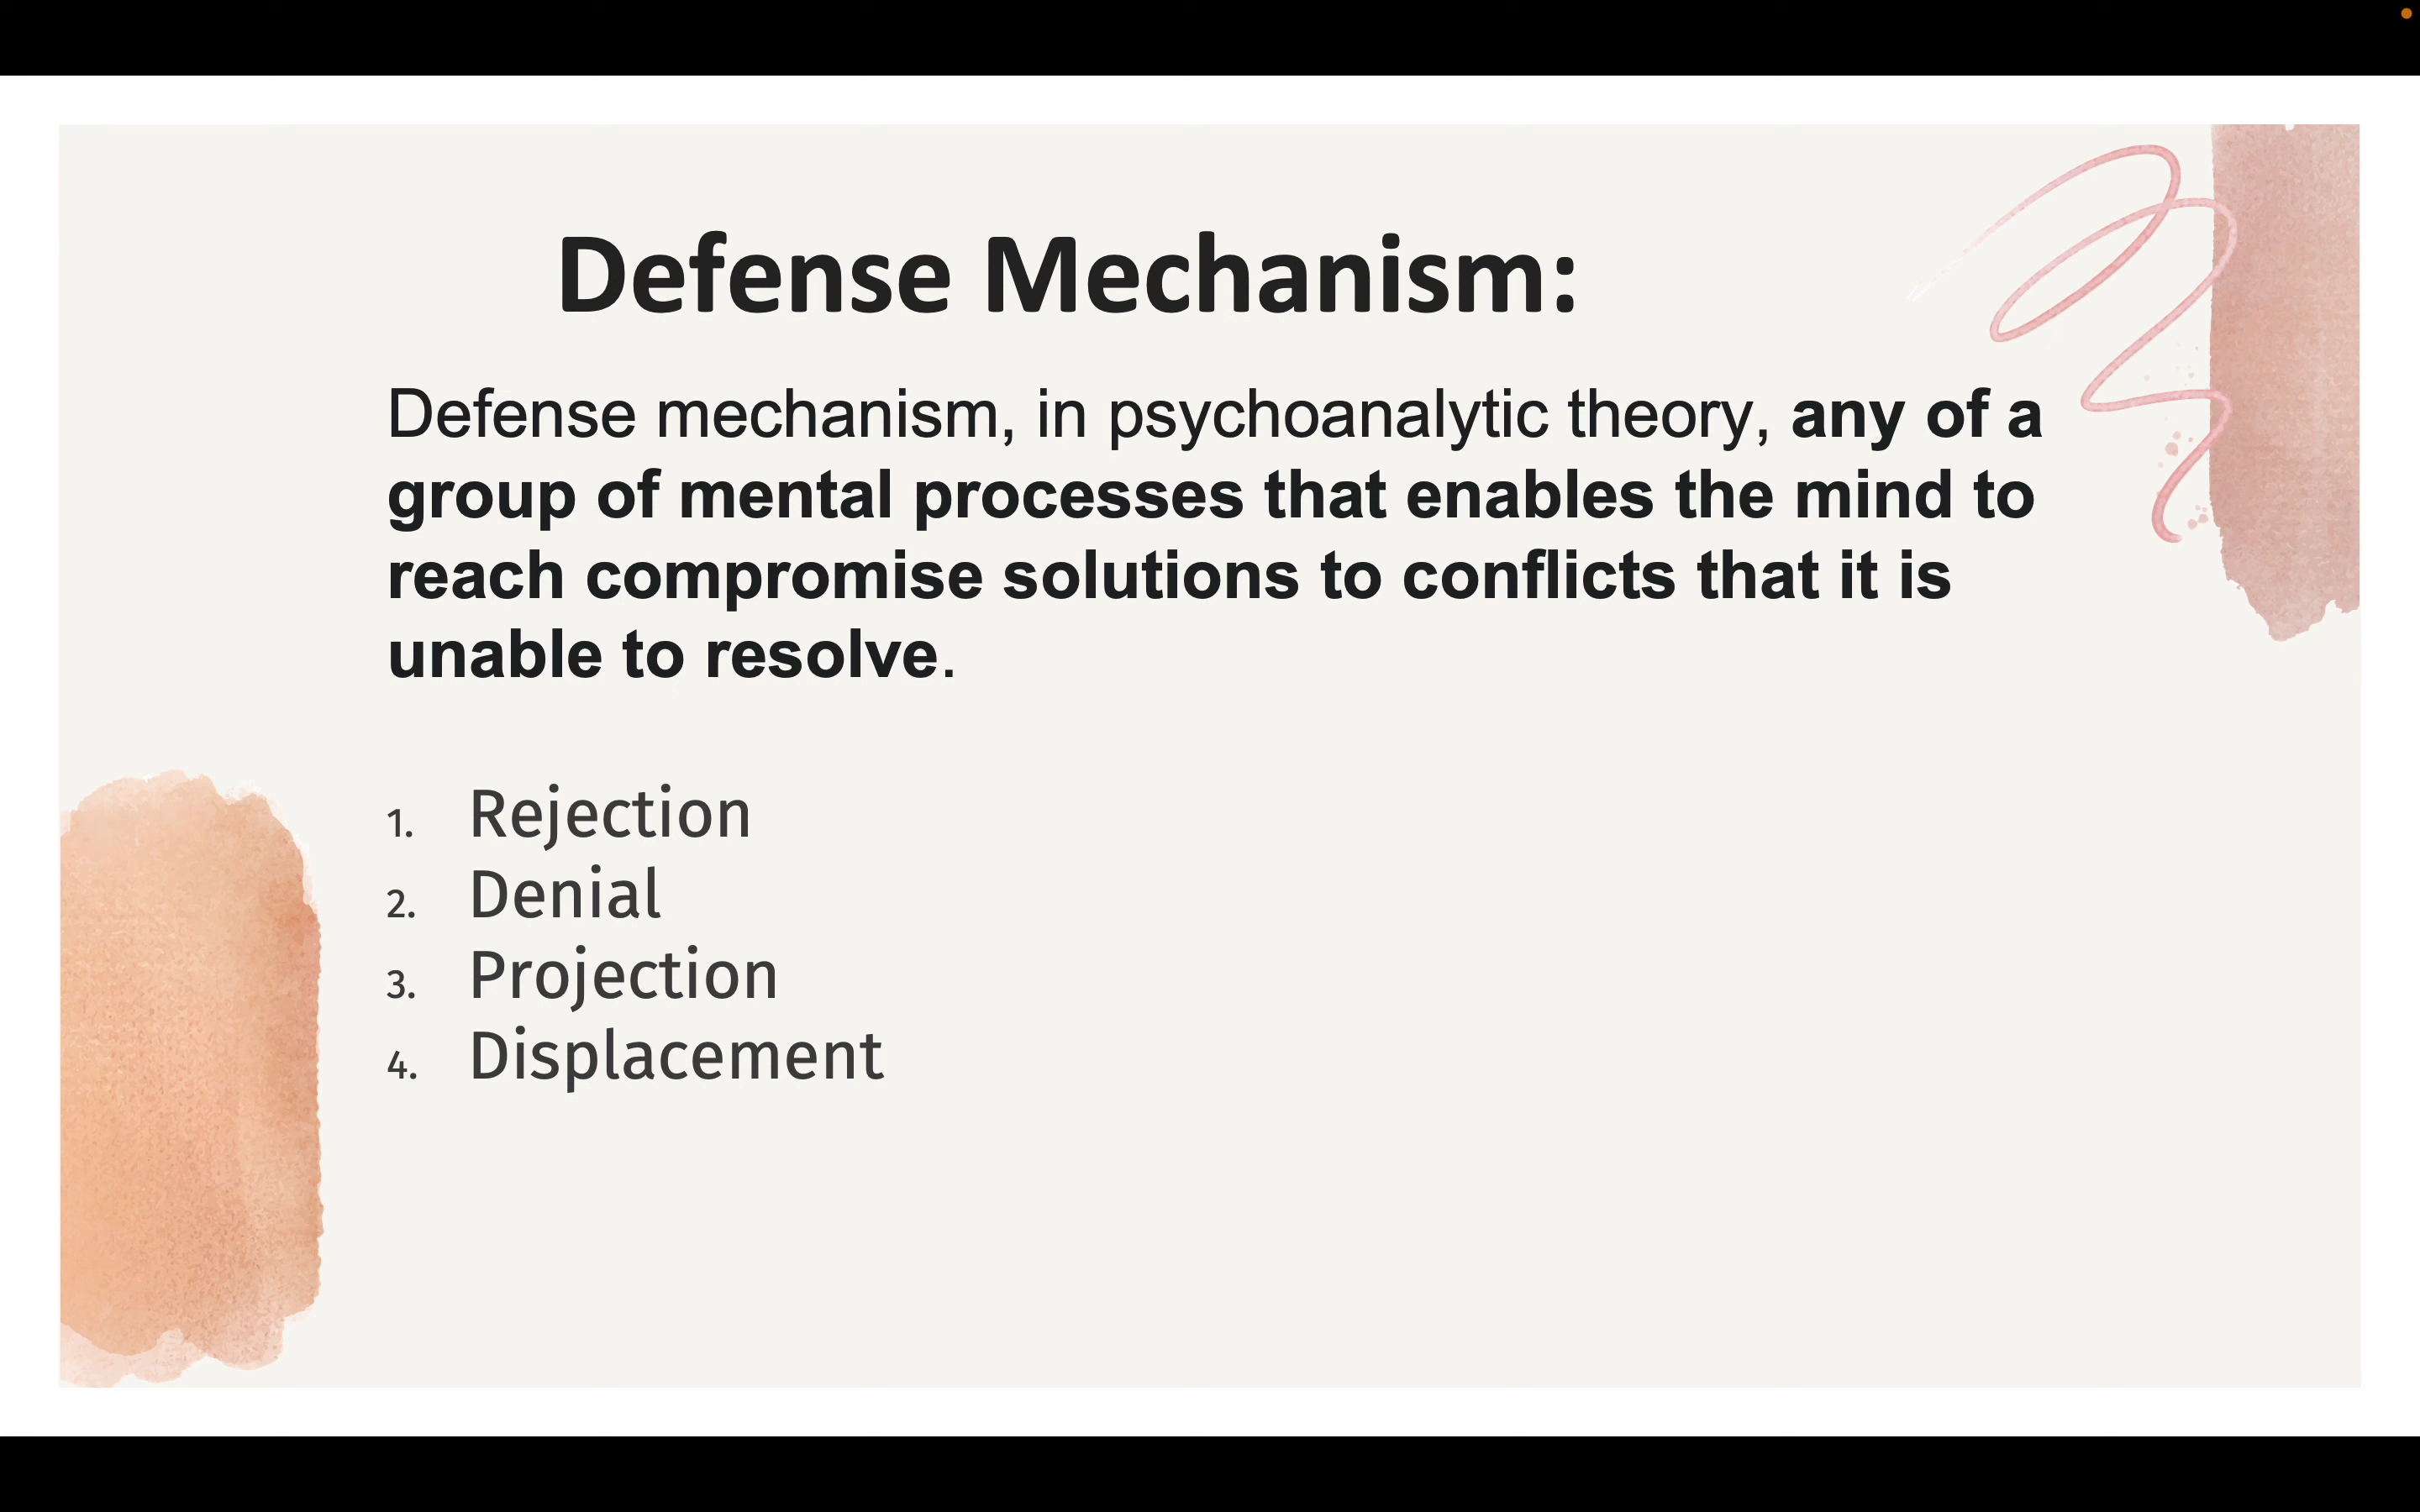 Defense Mechanism:
Defense mechanism, in psychoanalytic theory, any of a
group of mental processes that enables the mind to
reach compromise solutions to conflicts that it is
unable to resolve.
1. Rejection
2. Denial
3. Projection
4. Displacement